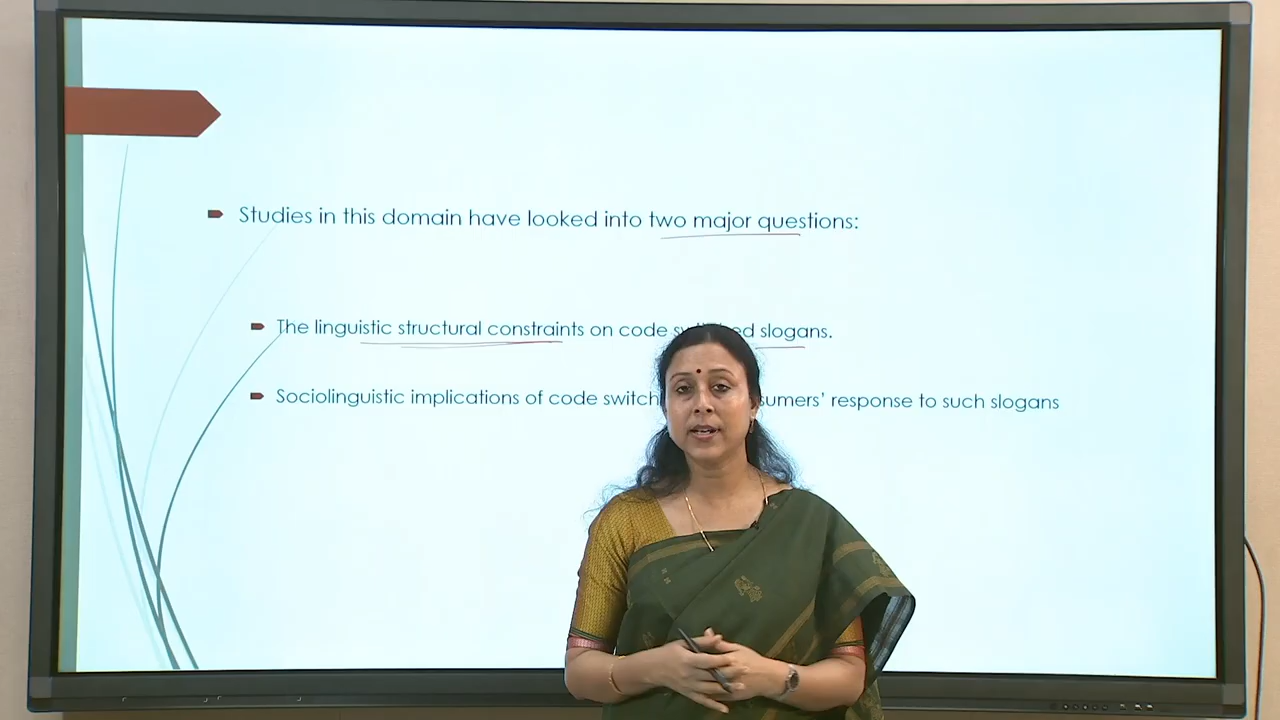 Studies in this domain have looked into two major questions:
The linguistic structural constraints on code slogans.
Sociolinguistic implications of code response to such slogans